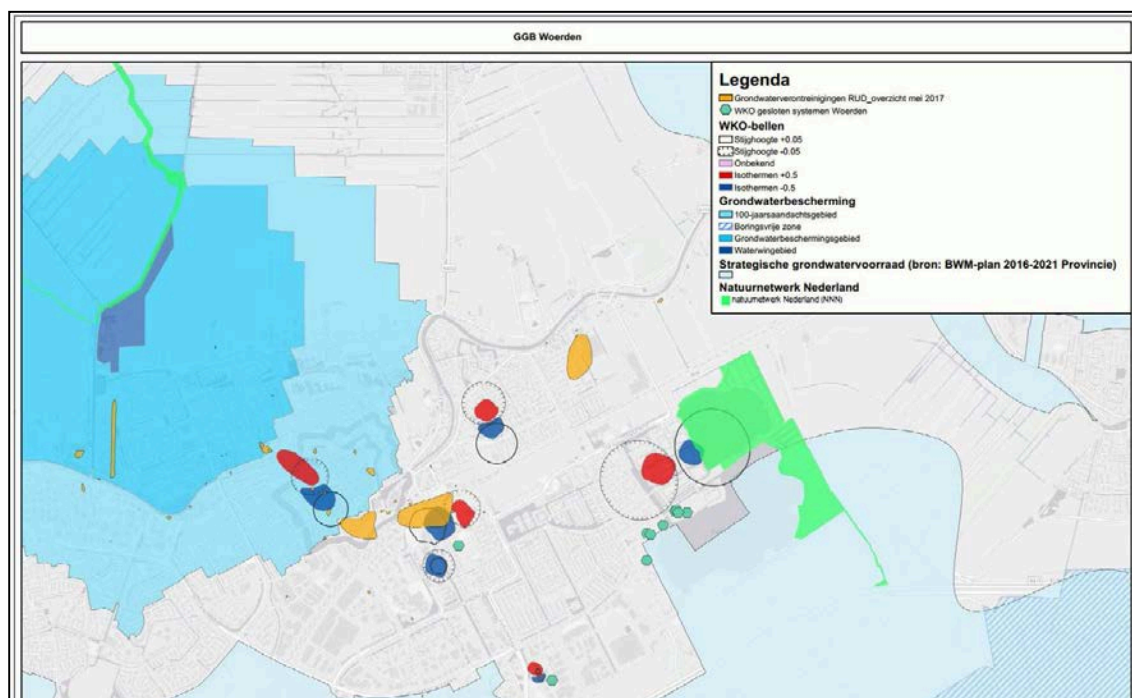 GGB Woerden
Legenda
Grondwaterverontreinigingen RUD_overzicht mei 2017
WKO gesloten systemen Woerden
WKO-bellen
Stijghoogte +0.05
Stijghoogte -0.05
Onbekend
Isothermen +0.5
Isothermen -0.5
Grondwaterbescherming
100-jaarsaandachtsgebied
Boringsvrije zone
Grondwaterbeschermingsgebied
Waterwingebied
Strategische grondwatervoorraad (bron: BWM-plan 2016-2021 Provincie)
Natuurnetwerk Nederland
natuurnetwerk Nederland (NNN)